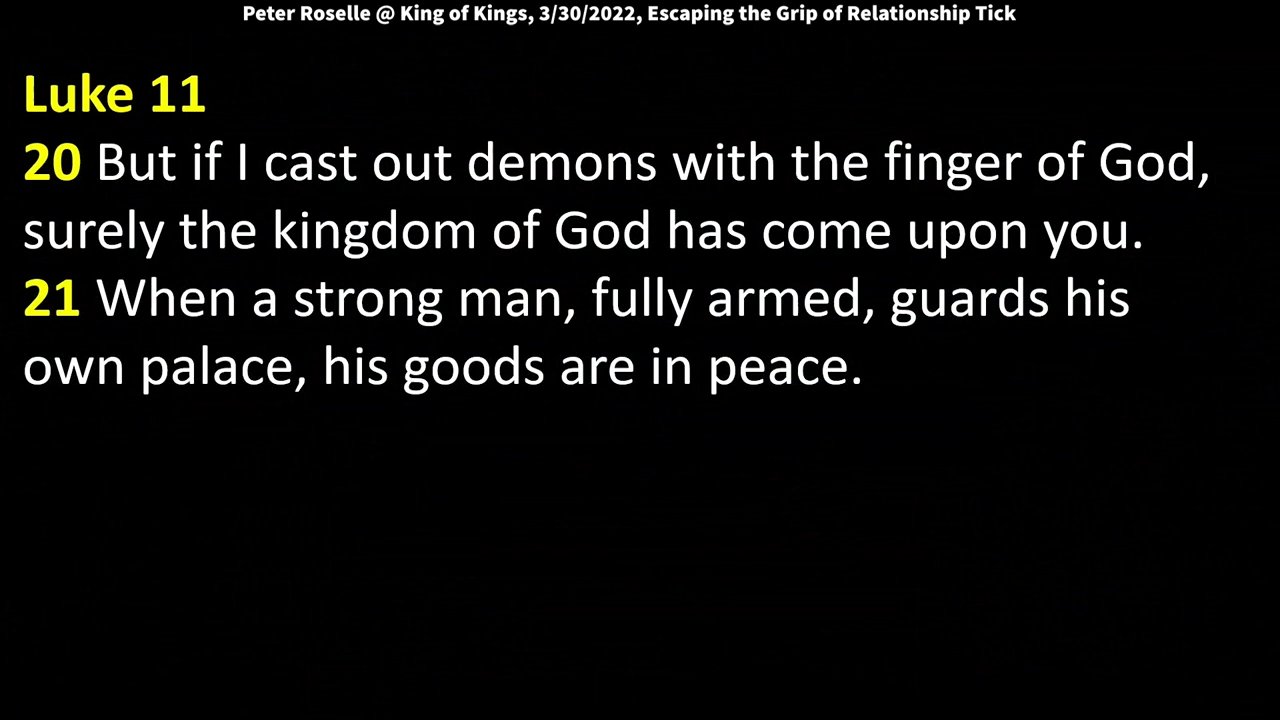 Peter Roselle @ King of Kings, 3/30/2022, Escaping the Grip of Relationship Tick
Luke 11
20 But if I cast out demons with the finger of God,
surely the kingdom of God has come upon you.
21 When a strong man, fully armed, guards his
own palace, his goods are in peace.